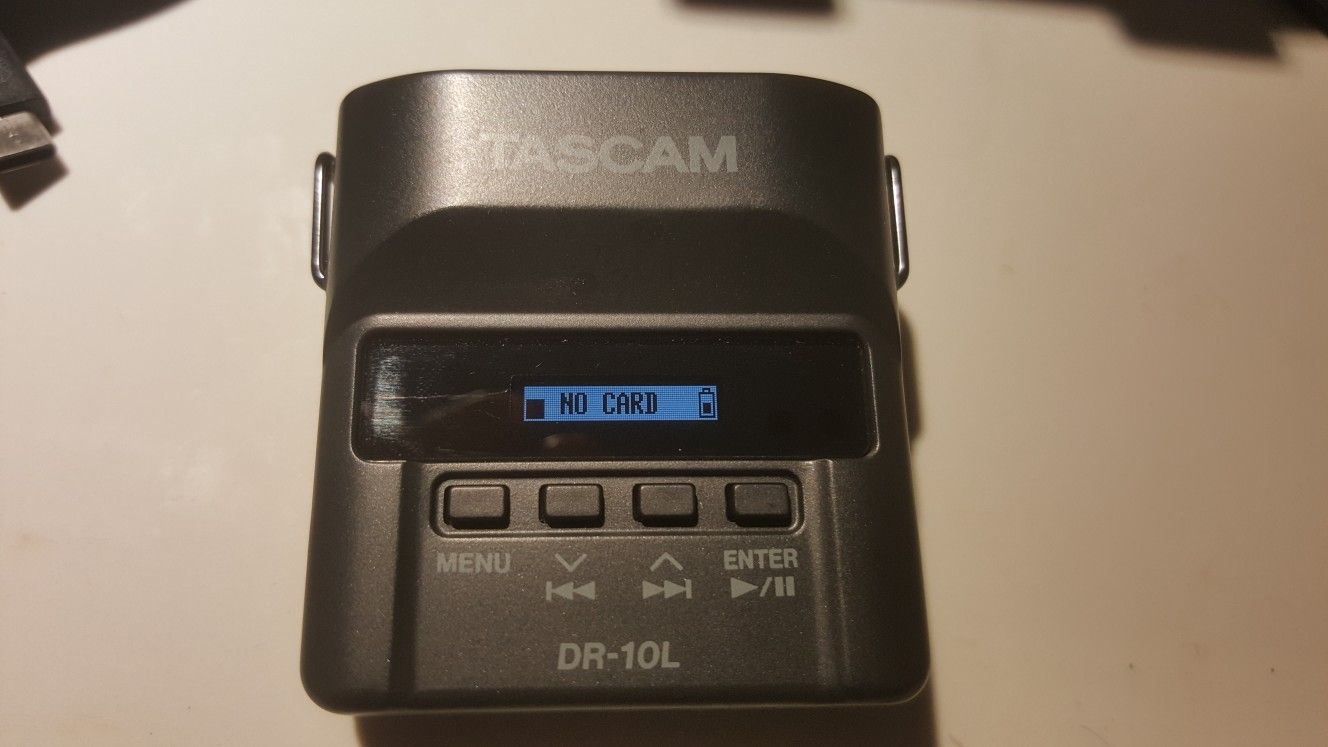 TASCAM
NO CARD
MENU
ENTER
DR-10L